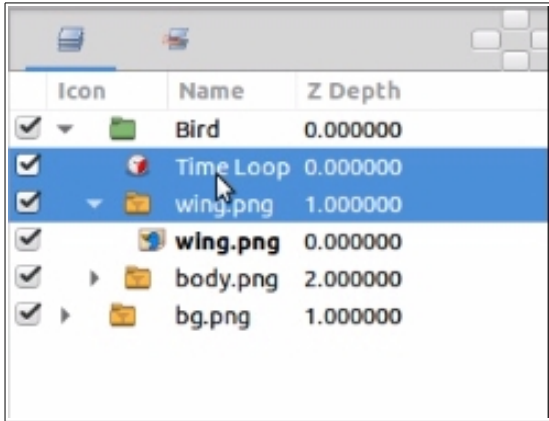 Icon Name Z Depth
Bird 0.000000
Time Loop 0.000000
wing.png 1.000000
wing.png 0.000000
body.png 2.000000
bg.png 1.000000